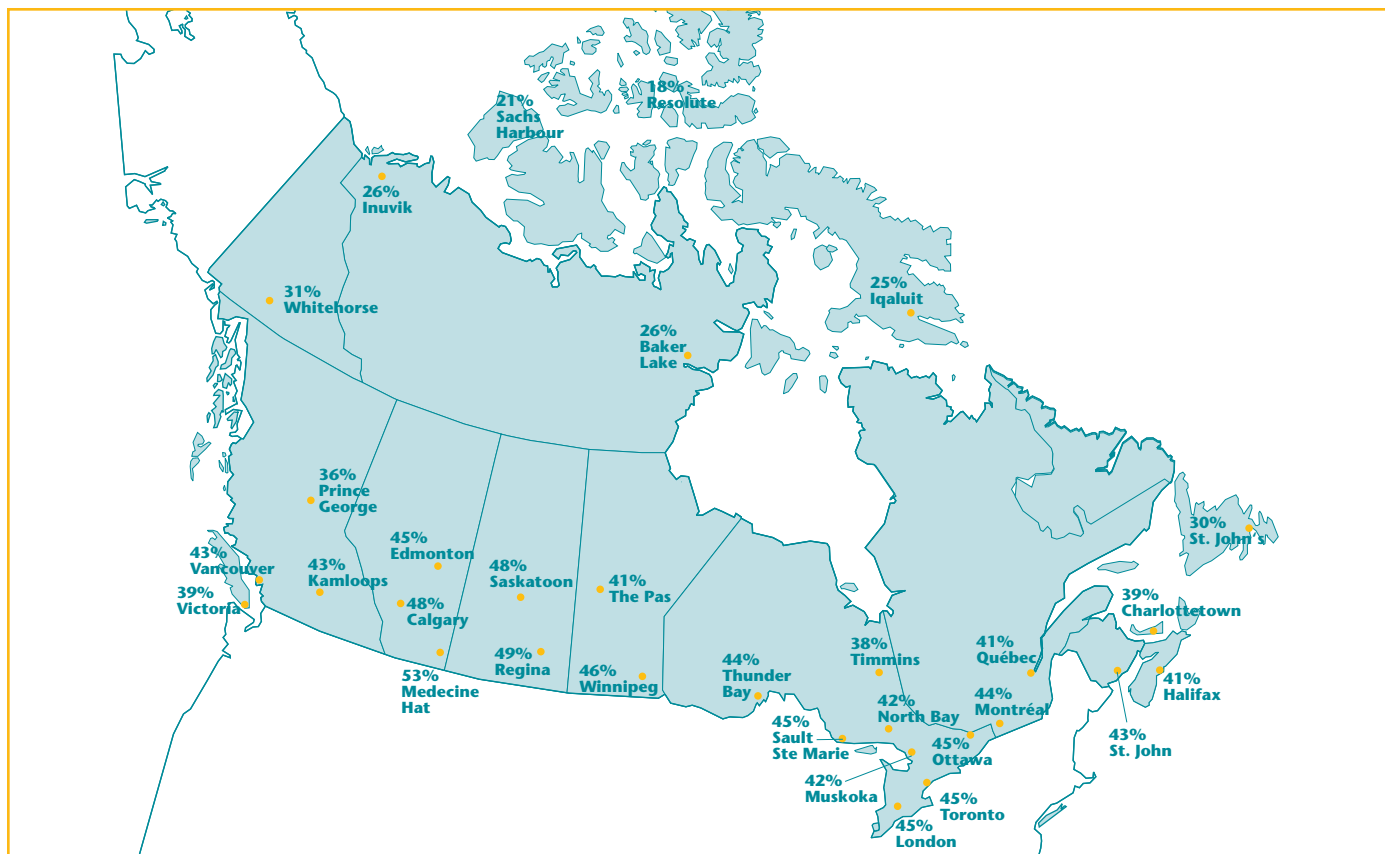 18%
Resolute
21%
Sachs
Harbour
26%
Inuvik
31%
Whitehorse
25%
Iqaluit
26%
Baker
Lake
36%
Prince
George
43%
Vancouver
39%
Victoria
43%
Kamloops
45%
Edmonton
48%
Calgary
53%
Medecine
Hat
48%
Saskatoon
49%
Regina
41%
The Pas
46%
Winnipeg
44%
Thunder
Bay
38%
Timmins
45%
Sault
Ste Marie
42%
North Bay
42%
Muskoka
45%
Ottawa
45%
Toronto
45%
London
41%
Québec
44%
Montréal
30%
St. John's
39%
Charlottetown
41%
Halifax
43%
St. John